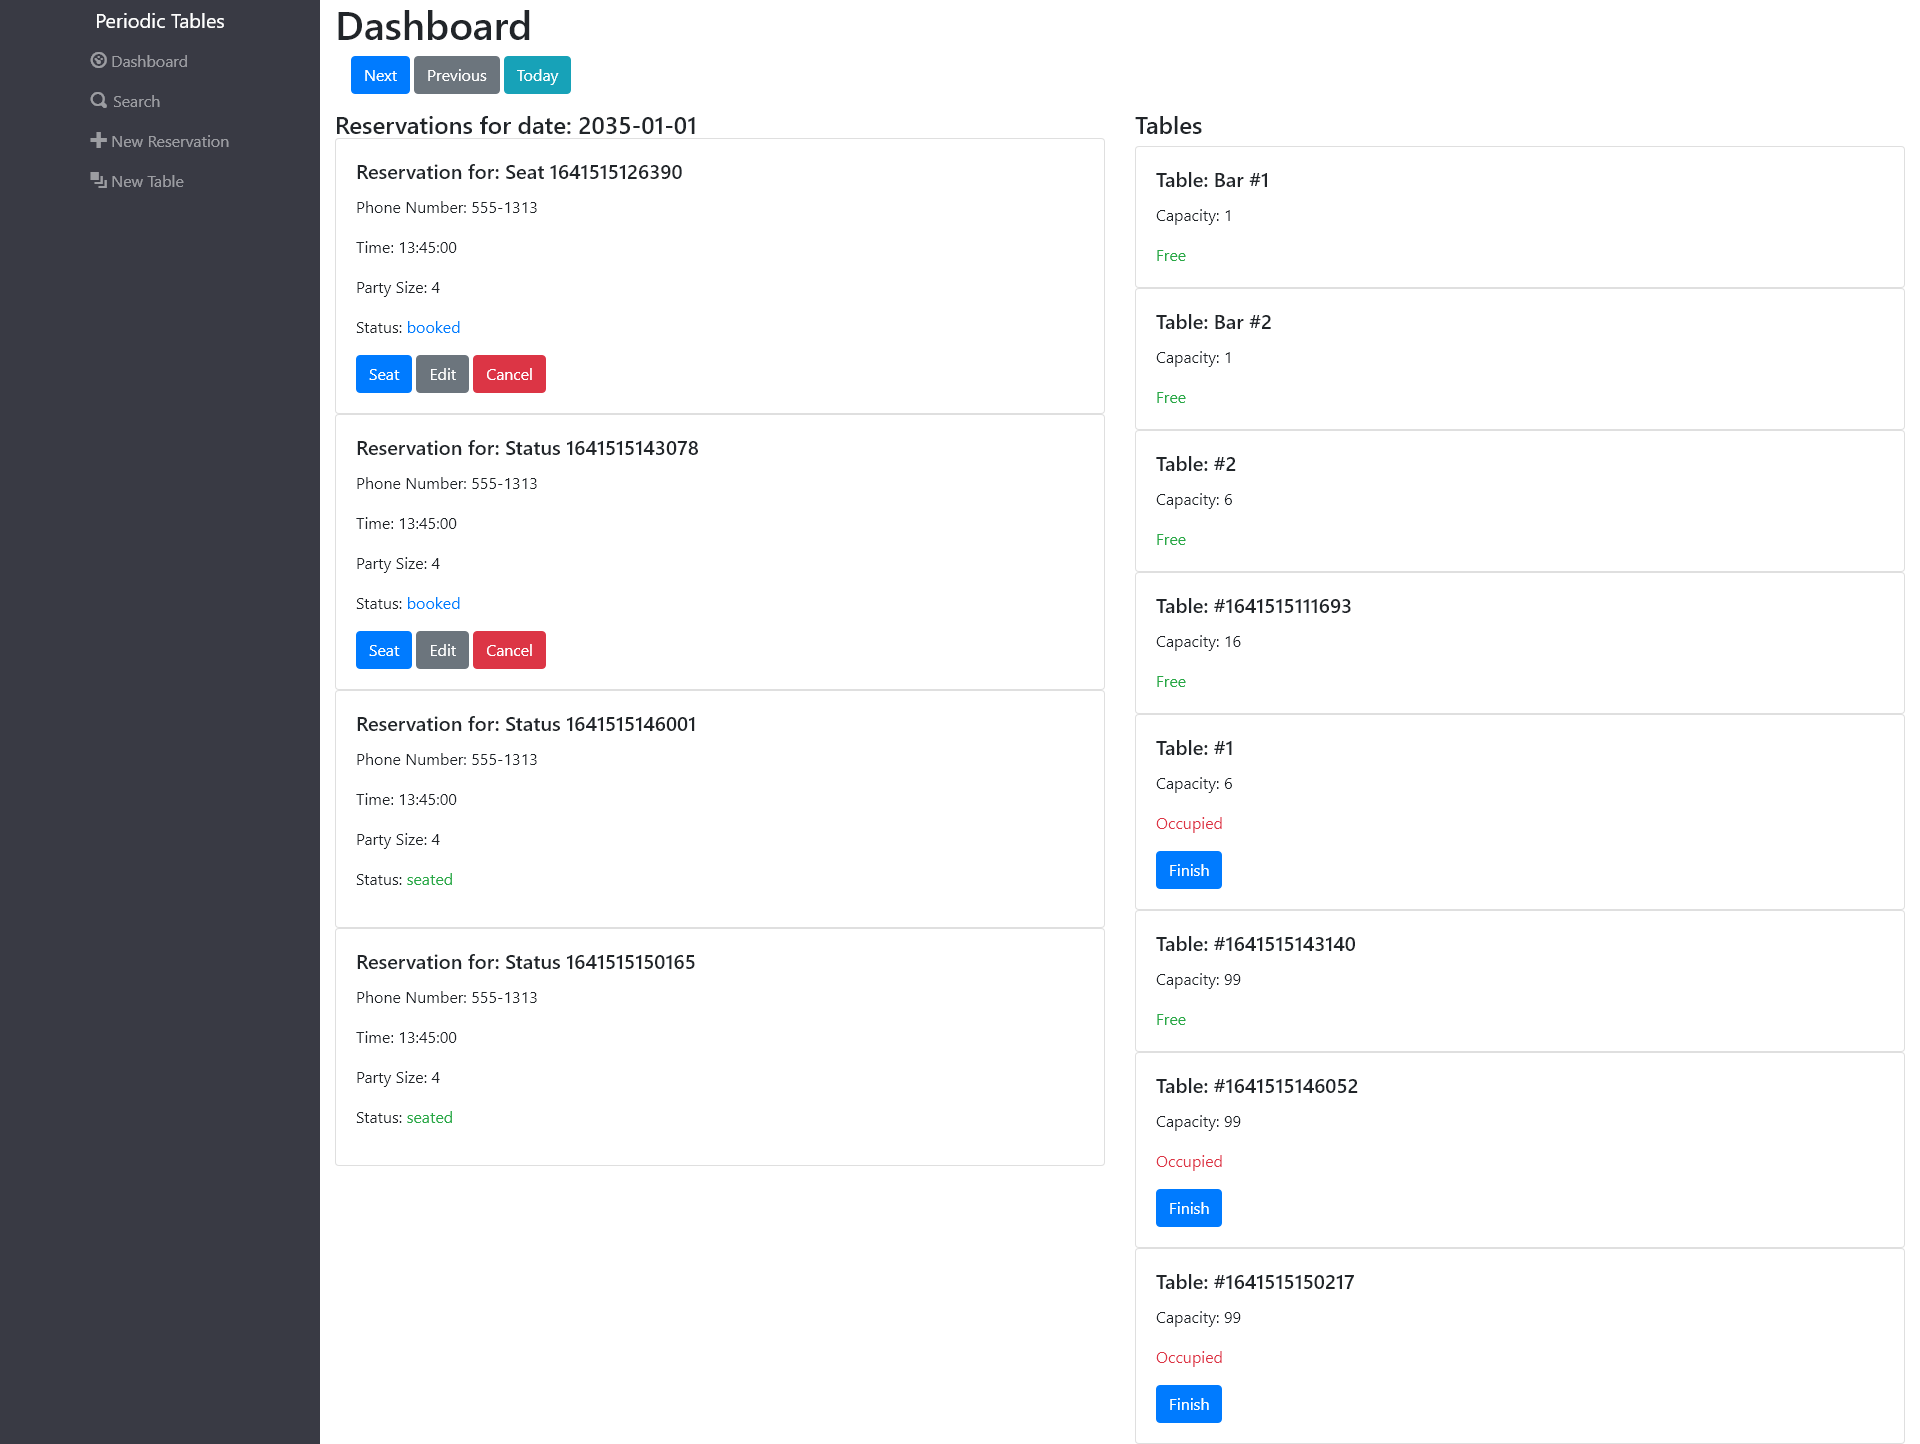 Periodic Tables
Dashboard
Search
New Reservation
New Table
Dashboard
Next Previous Today
Reservations for date: 2035-01-01
Reservation for: Seat 1641515126390
Phone Number: 555-1313
Time: 13:45:00
Party Size: 4
Status: booked
Seat Edit Cancel
Reservation for: Status 1641515143078
Phone Number: 555-1313
Time: 13:45:00
Party Size: 4
Status: booked
Seat Edit Cancel
Reservation for: Status 1641515146001
Phone Number: 555-1313
Time: 13:45:00
Party Size: 4
Status: seated
Reservation for: Status 1641515150165
Phone Number: 555-1313
Time: 13:45:00
Party Size: 4
Status: seated
Tables
Table: Bar #1
Capacity: 1
Free
Table: Bar #2
Capacity: 1
Free
Table: #2
Capacity: 6
Free
Table: #1641515111693
Capacity: 16
Free
Table: #1
Capacity: 6
Occupied
Finish
Table: #1641515143140
Capacity: 99
Free
Table: #1641515146052
Capacity: 99
Occupied
Finish
Table: #1641515150217
Capacity: 99
Occupied
Finish